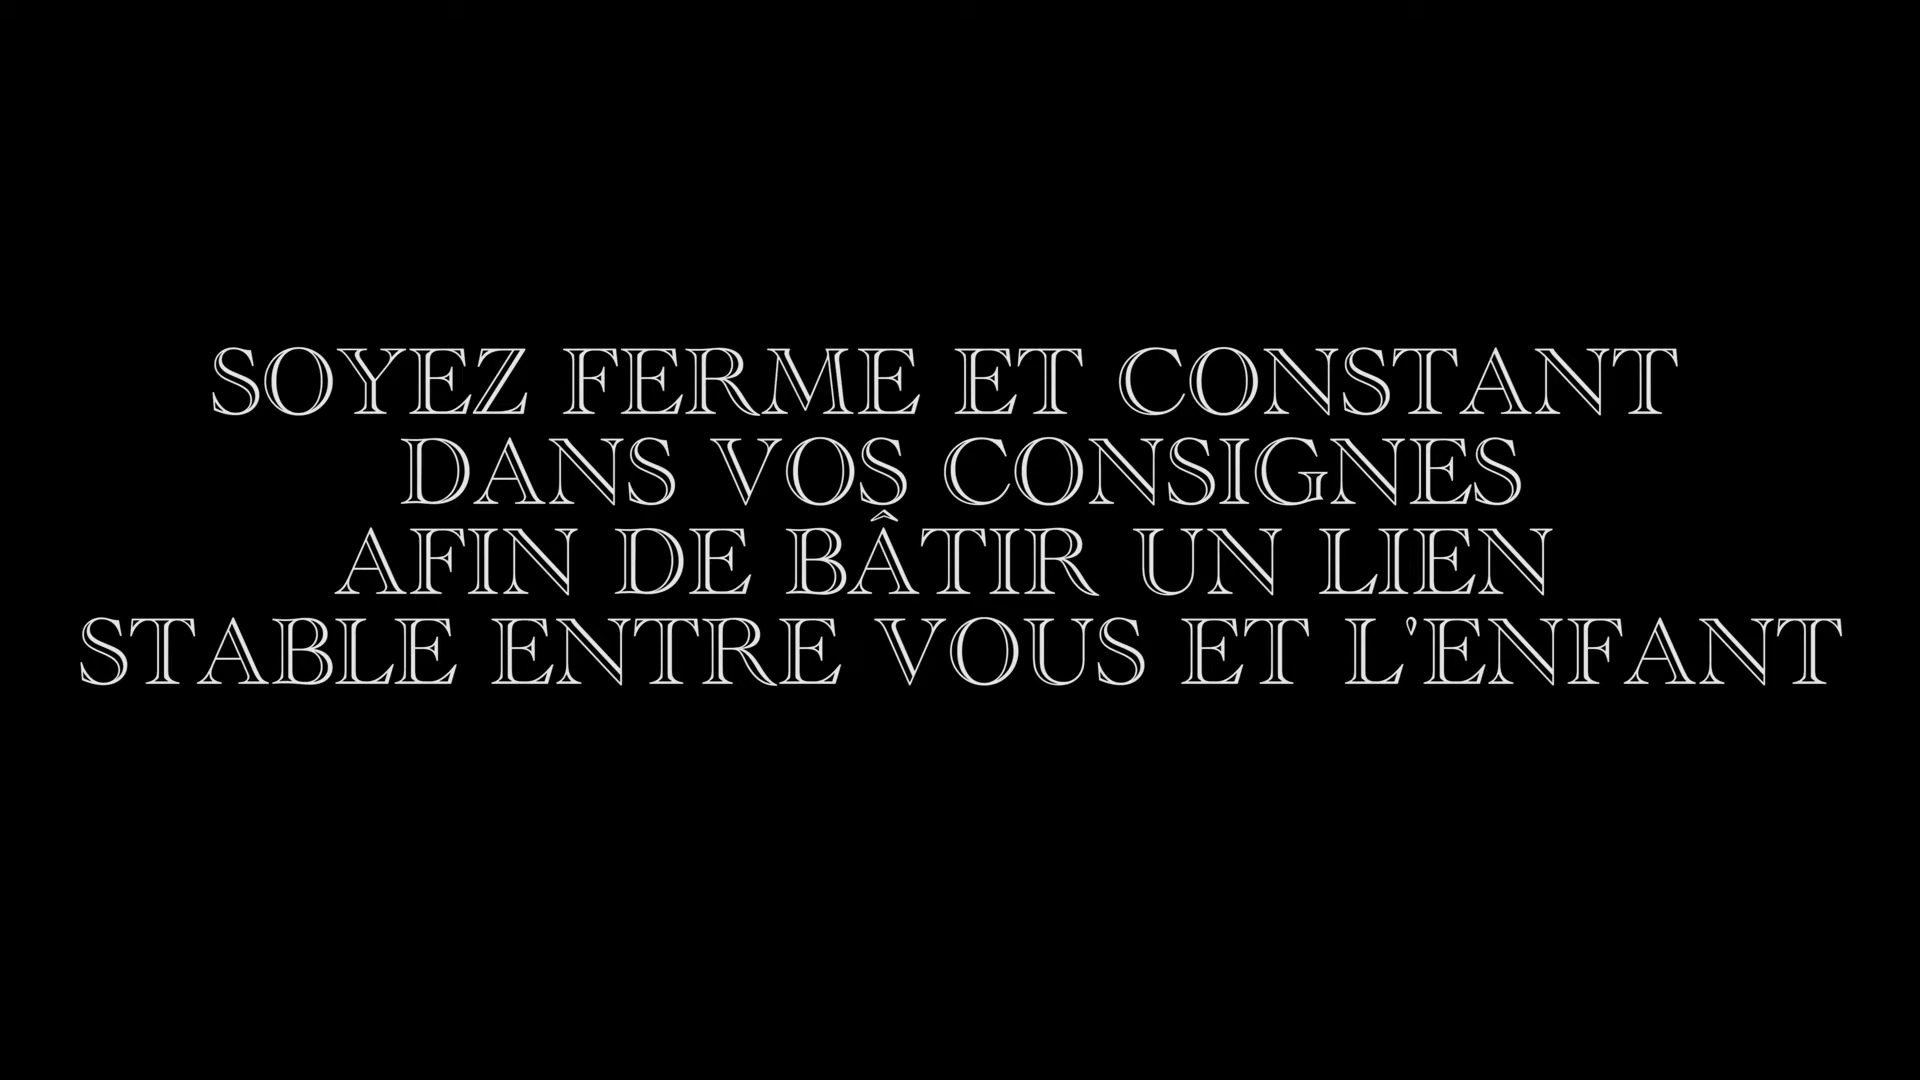 SOYEZ FERME ET CONSTANT
DANS VOS CONSIGNES
AFIN DE BÂTIR UN LIEN
STABLE ENTRE VOUS ET L'ENFANT